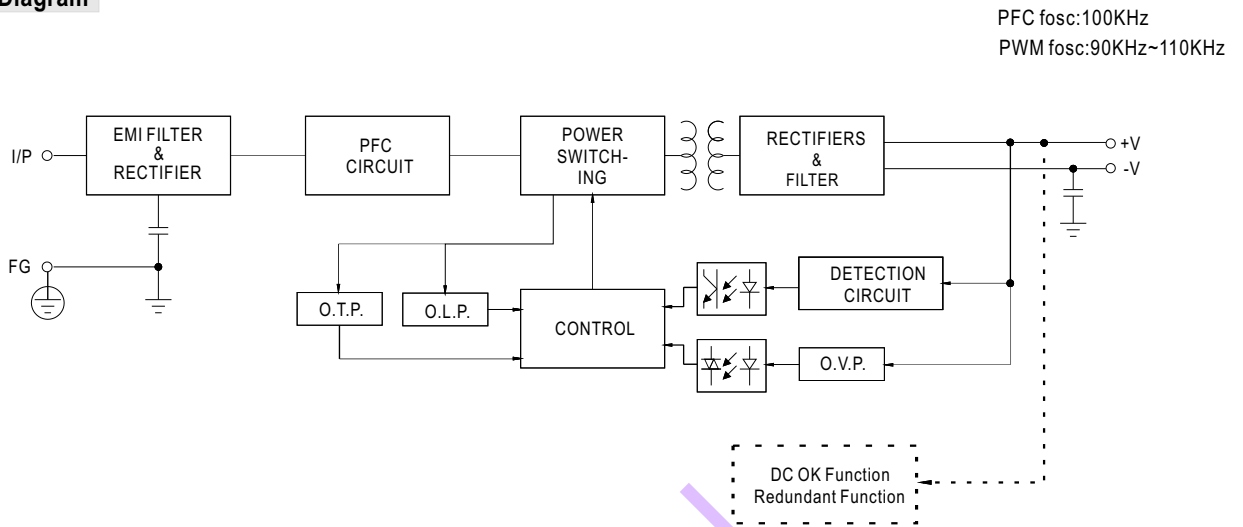 Diagram
PFC fosc:100KHz
PWM fosc:90KHz~110KHz
I/P
EMI FILTER
&
RECTIFIER
PFC
CIRCUIT
POWER
SWITCH-
ING
RECTIFIERS
&
FILTER
+V
-V
FG
O.T.P.
O.L.P.
CONTROL
DETECTION
CIRCUIT
O.V.P.
DC OK Function
Redundant Function